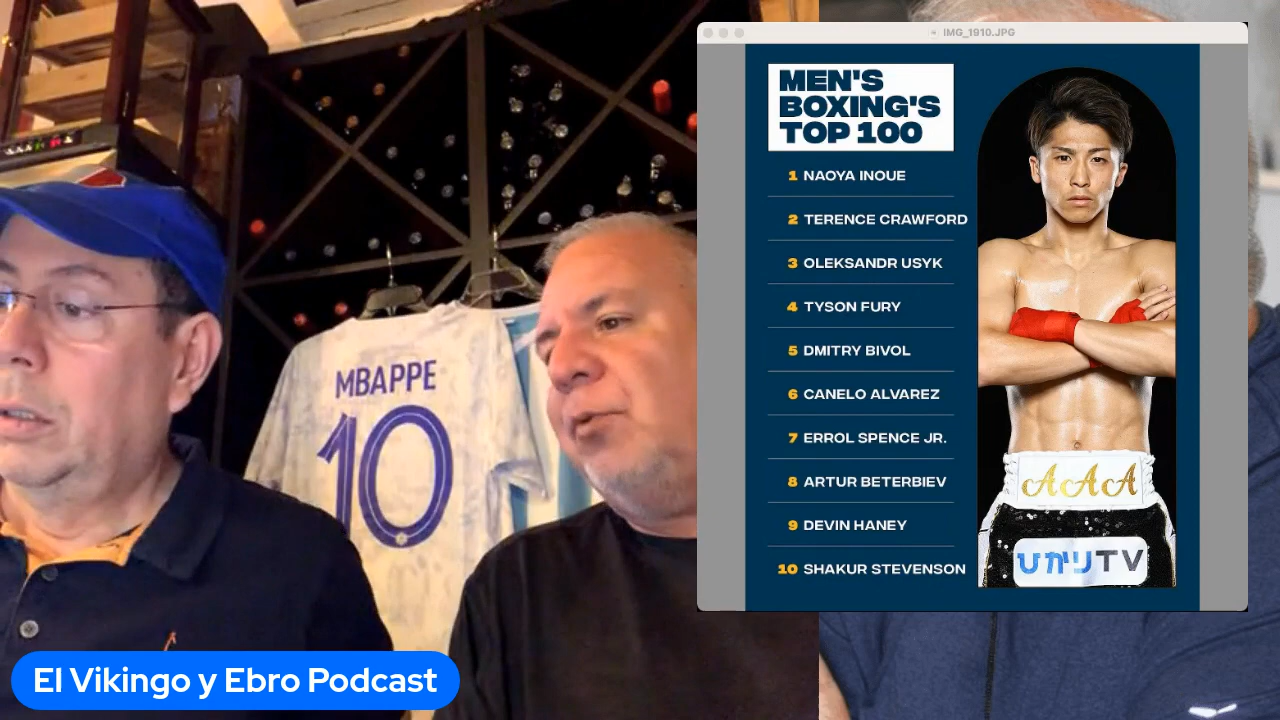 IMG_1910.JPG
MEN'S
BOXING'S
TOP 100
1 NAOYA INOUE
2 TERENCE CRAWFORD
3 OLEKSANDR USYK
4 TYSON FURY
5 DMITRY BIVOL
6 CANELO ALVAREZ
7 ERROL SPENCE JR.
8 ARTUR BETERBIEV
9 DEVIN HANEY
10 SHAKUR STEVENSON
AAA
ひかりTV
MBAPPE
10
El Vikingo y Ebro Podcast